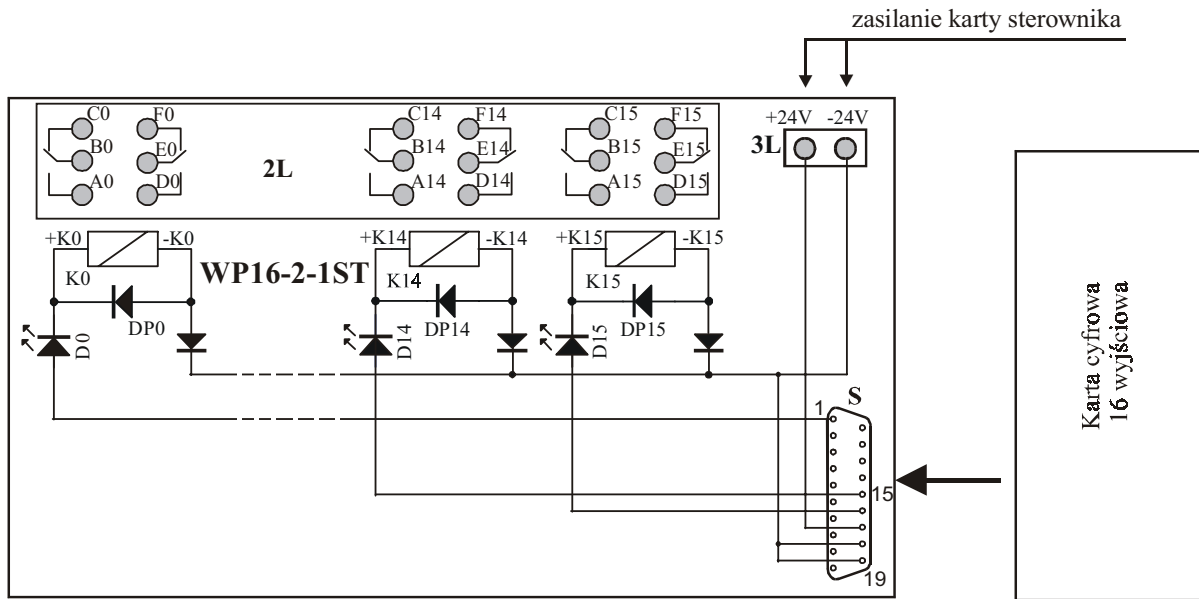 zasilanie karty sterownika
C0 F0 C14 F14 C15 F15 +24V -24V
B0 E0 2L B14 E14 B15 E15 3L
A0 D0 A14 D14 A15 D15
+K0 -K0 +K14 -K14 +K15 -K15
K0 WP16-2-1ST K14 K15
DP0 DP14 DP15
D0 D14 D15
S
1
15
19
Karta cyfrowa
16 wyjściowa